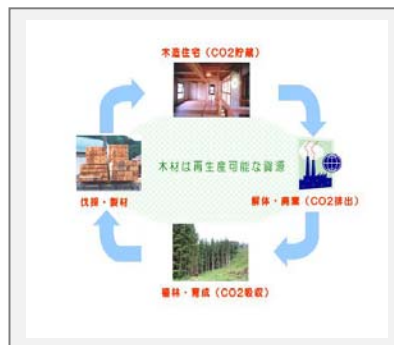 木造住宅（CO2貯蔵）
木材は再生産可能な資源
伐採・製材
解体・廃棄（CO2排出）
植林・育成（CO2吸収）